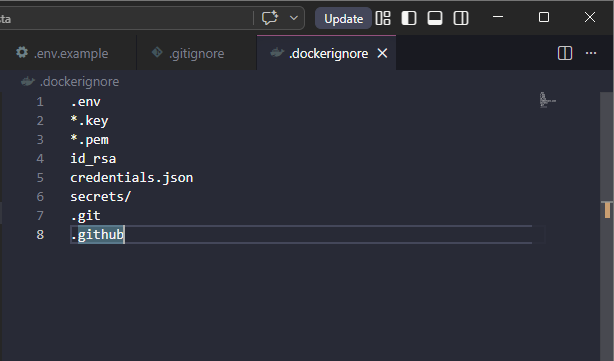 sta
Update
.env.example
.gitignore
.dockerignore
.dockerignore
1 .env
2 *.key
3 *.pem
4 id_rsa
5 credentials.json
6 secrets/
7 .git
8 .github